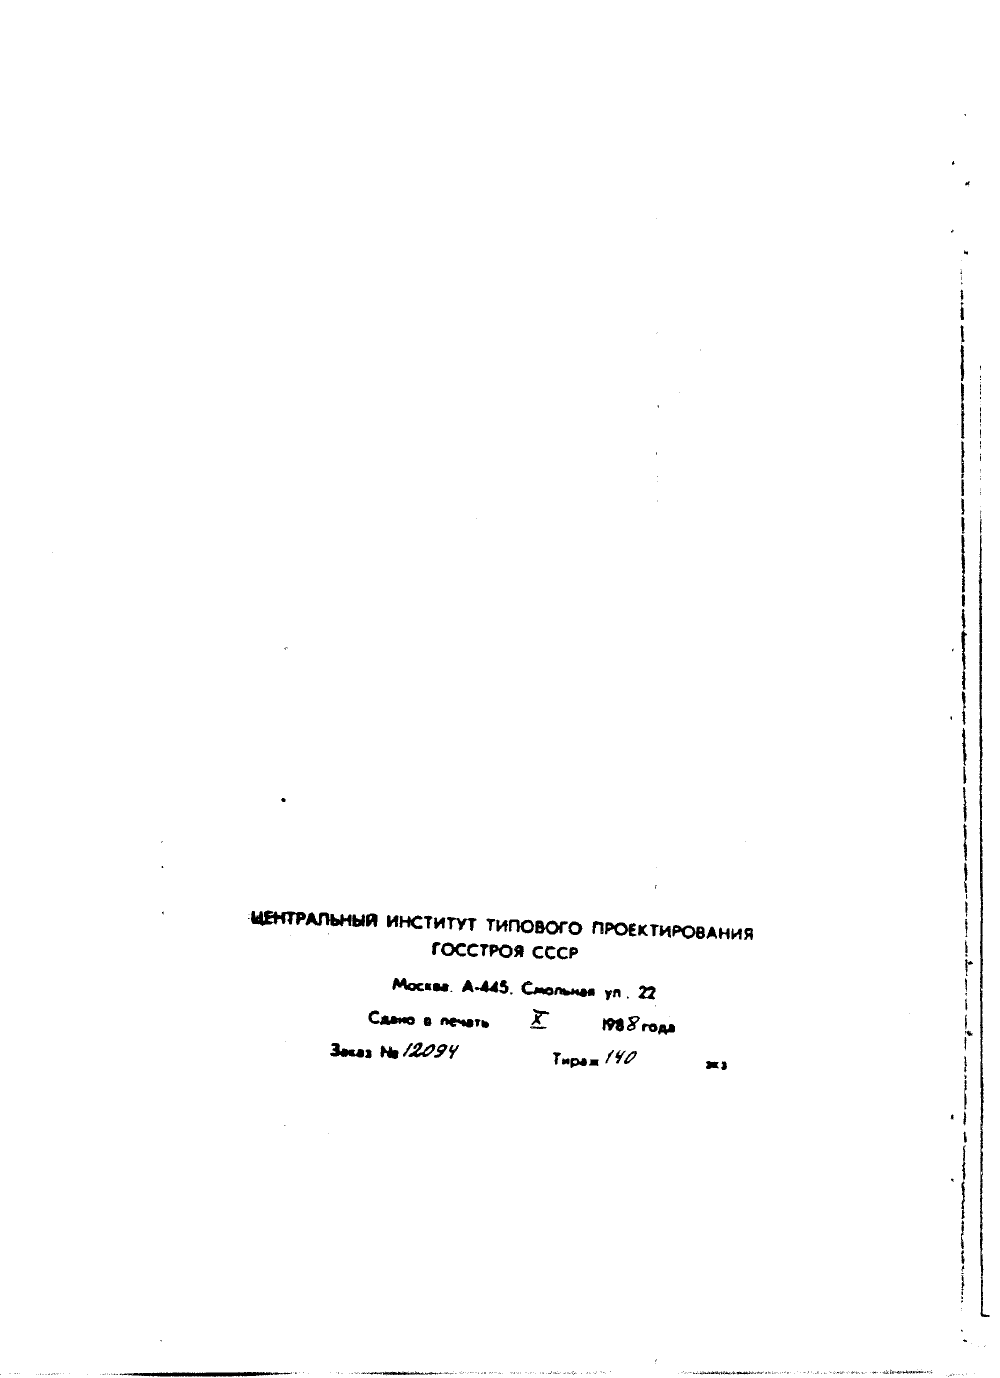 ЦЕНТРАЛЬНЫЙ ИНСТИТУТ ТИПОВОГО ПРОЕКТИРОВАНИЯ
ГОССТРОЯ СССР
Москва. А-445. Смольная ул. 22
Сдано в печать X 1988 года
Заказ № 12094 Тираж 140 экз